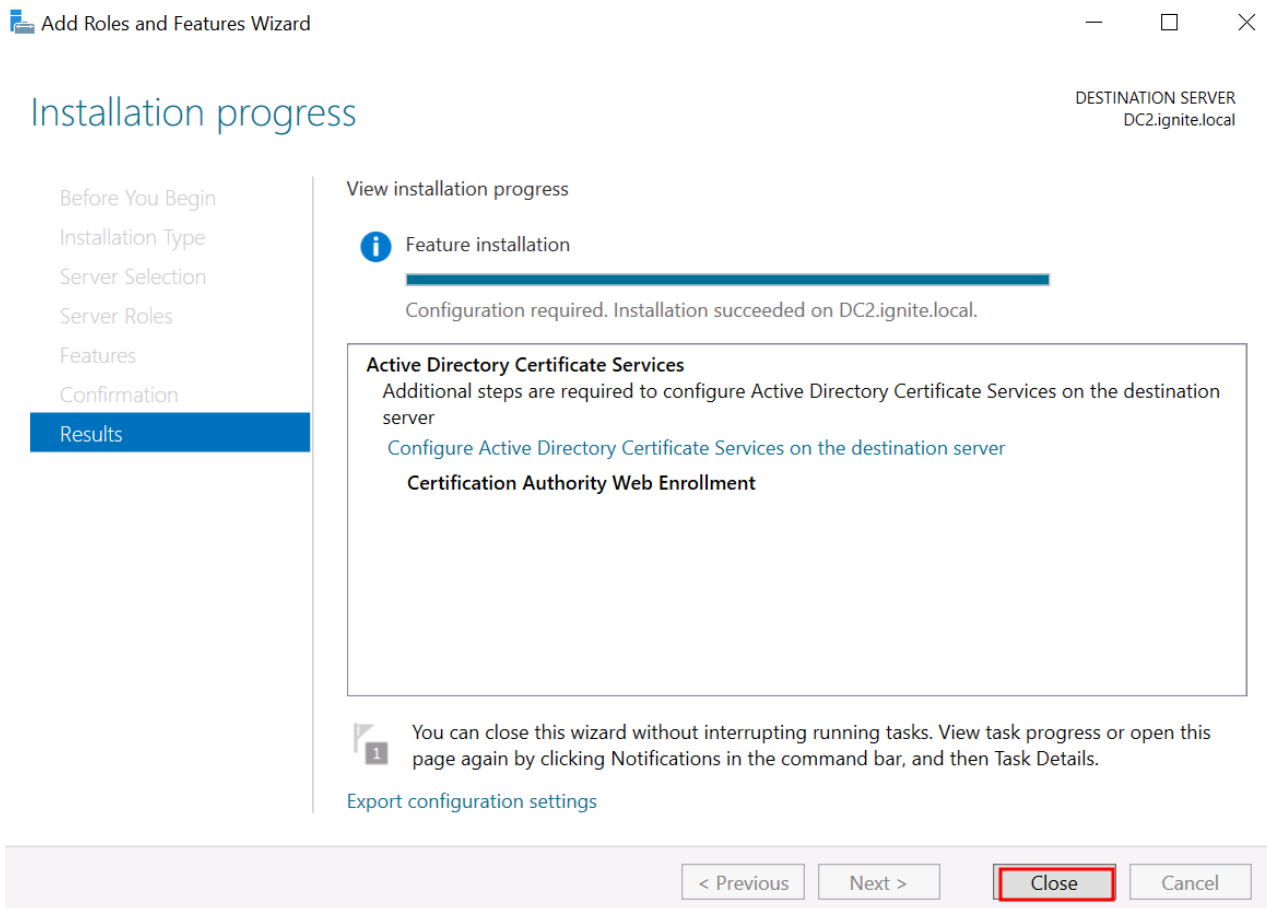 Add Roles and Features Wizard
Installation progress
DESTINATION SERVER
DC2.ignite.local
Before You Begin
Installation Type
Server Selection
Server Roles
Features
Confirmation
Results
View installation progress
Feature installation
Configuration required. Installation succeeded on DC2.ignite.local.
Active Directory Certificate Services
Additional steps are required to configure Active Directory Certificate Services on the destination
server
Configure Active Directory Certificate Services on the destination server
Certification Authority Web Enrollment
1
You can close this wizard without interrupting running tasks. View task progress or open this
page again by clicking Notifications in the command bar, and then Task Details.
Export configuration settings
< Previous
Next >
Close
Cancel